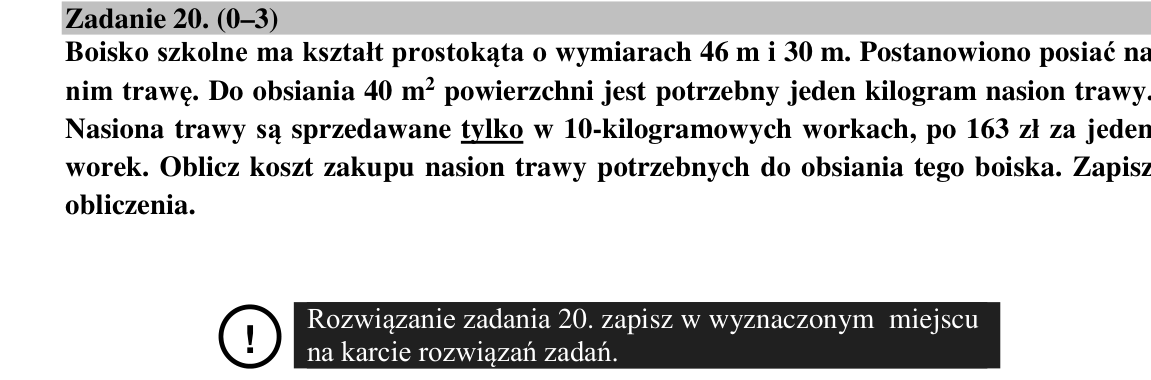 Zadanie 20. (0–3)
Boisko szkolne ma kształt prostokąta o wymiarach 46 m i 30 m. Postanowiono posiać na
nim trawę. Do obsiania 40 m² powierzchni jest potrzebny jeden kilogram nasion trawy.
Nasiona trawy są sprzedawane tylko w 10-kilogramowych workach, po 163 zł za jeden
worek. Oblicz koszt zakupu nasion trawy potrzebnych do obsiania tego boiska. Zapisz
obliczenia.
! Rozwiązanie zadania 20. zapisz w wyznaczonym miejscu
na karcie rozwiązań zadań.